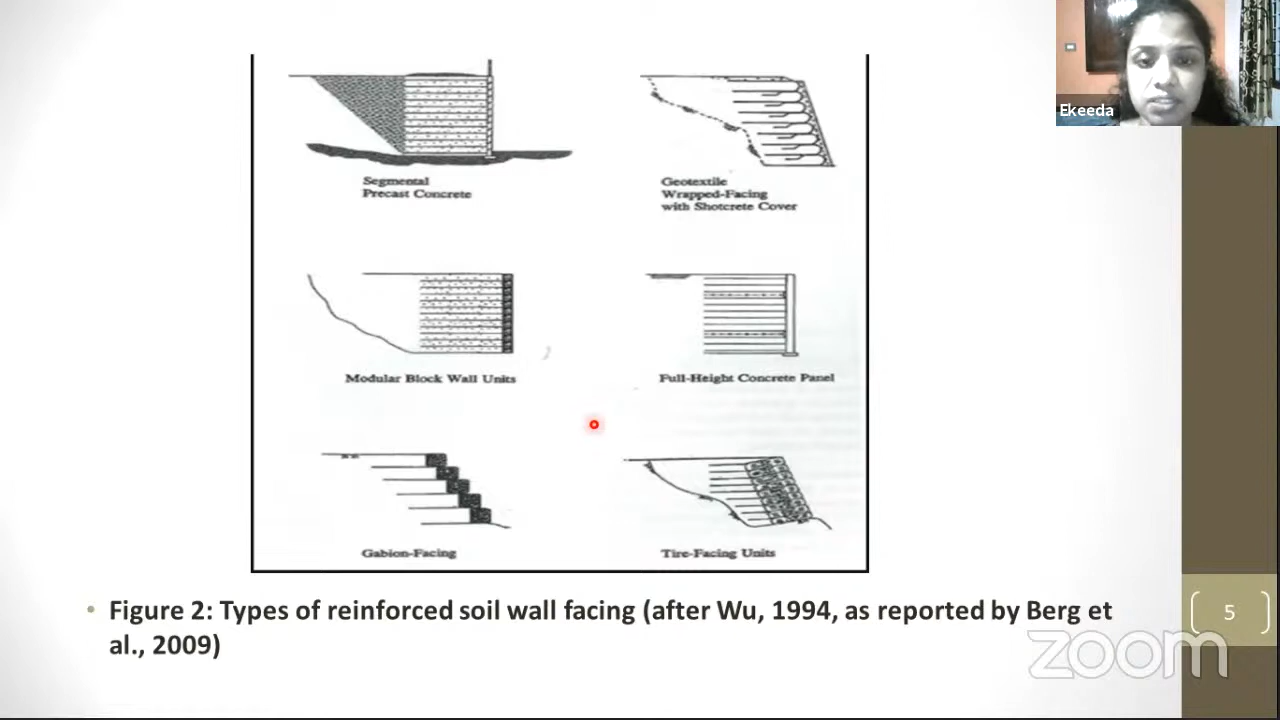 Ekeeda
Segmental
Precast Concrete
Geotextile
Wrapped-Facing
with Shotcrete Cover
Modular Block Wall Units
Full-Height Concrete Panel
Gabion-Facing
Tire-Facing Units
• Figure 2: Types of reinforced soil wall facing (after Wu, 1994, as reported by Berg et
al., 2009)
5
zoom